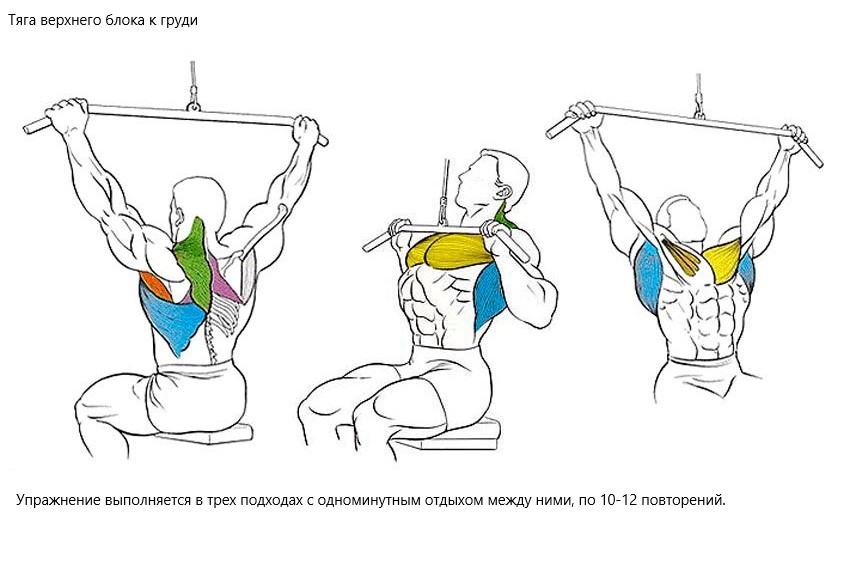 Тяга верхнего блока к груди
Упражнение выполняется в трех подходах с одноминутным отдыхом между ними, по 10-12 повторений.